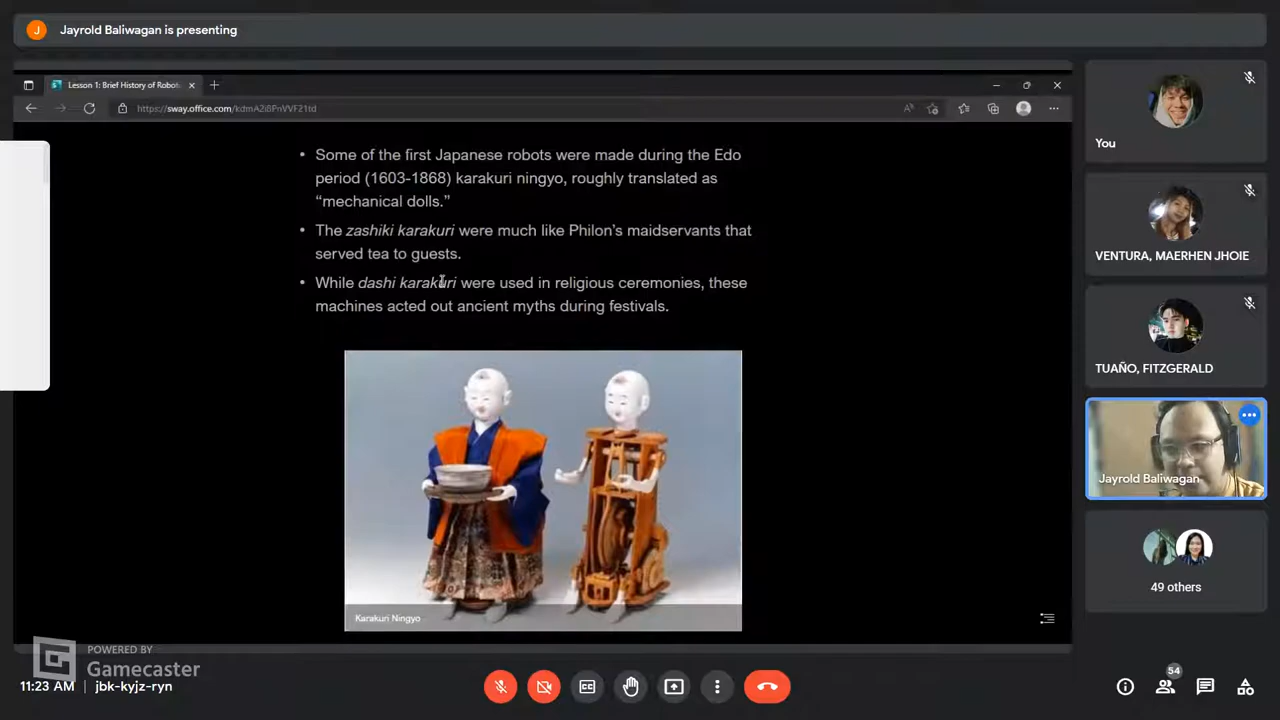 J
Jayrold Baliwagan is presenting
Lesson 1: Brief History of Robot
https://sway.office.com/kdmA2i8PnVVF21td
• Some of the first Japanese robots were made during the Edo
period (1603-1868) karakuri ningyo, roughly translated as
“mechanical dolls.”
• The zashiki karakuri were much like Philon’s maidservants that
served tea to guests.
• While dashi karakuri were used in religious ceremonies, these
machines acted out ancient myths during festivals.
Karakuri Ningyo
You
VENTURA, MAERHEN JHOIE
TUAÑO, FITZGERALD
Jayrold Baliwagan
49 others
POWERED BY
Gamecaster
11:23 AM | jbk-kyjz-ryn
CC
54